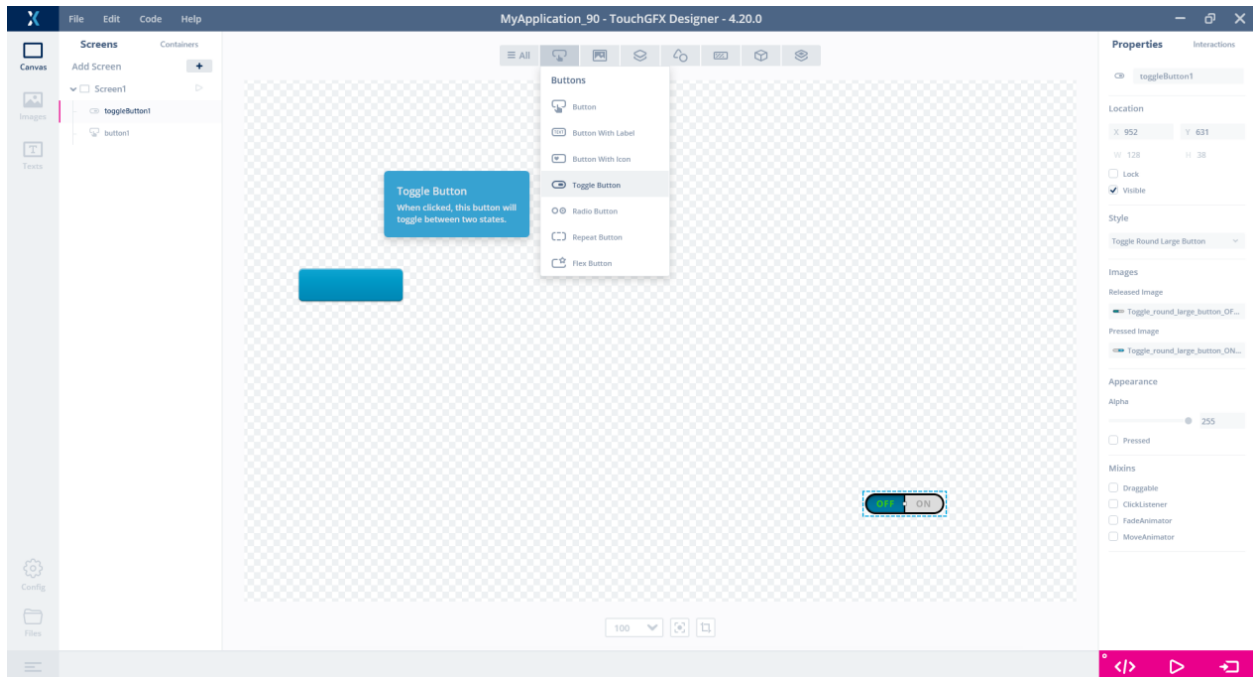 File Edit Code Help
MyApplication_90 - TouchGFX Designer - 4.20.0
Canvas
Images
Texts
Config
Files
Screens Containers
Add Screen
Screen1
toggleButton1
button1
All
Buttons
Button
Button With Label
Button With Icon
Toggle Button
Radio Button
Repeat Button
Flex Button
Toggle Button
When clicked, this button will
toggle between two states.
OFF ON
100
Properties Interactions
toggleButton1
Location
X 952 Y 631
W 128 H 38
Lock
Visible
Style
Toggle Round Large Button
Images
Released Image
Toggle_round_large_button_OF...
Pressed Image
Toggle_round_large_button_ON...
Appearance
Alpha
255
Pressed
Mixins
Draggable
ClickListener
FadeAnimator
MoveAnimator